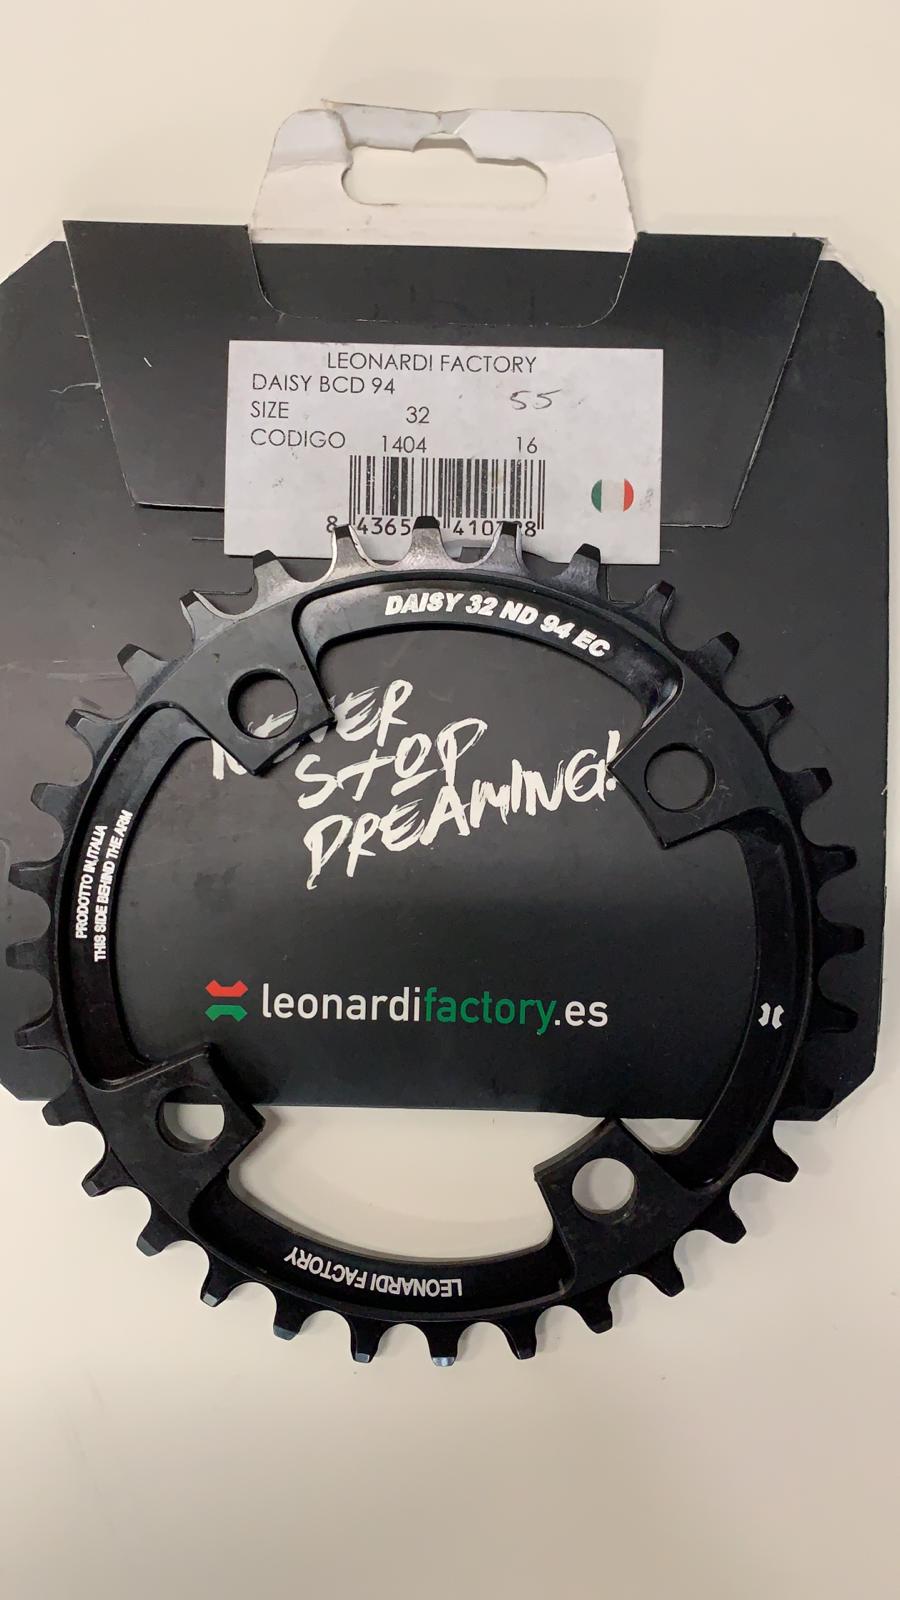 LEONARDI FACTORY
DAISY BCD 94
55
SIZE 32
CODIGO 1404 16
DAISY 32 ND 94 EC
STOP
DREAMING!
PRODOTTO IN ITALIA
THIS SIDE BEHIND THE ARM
leonardifactory.es
LEONARDI FACTORY